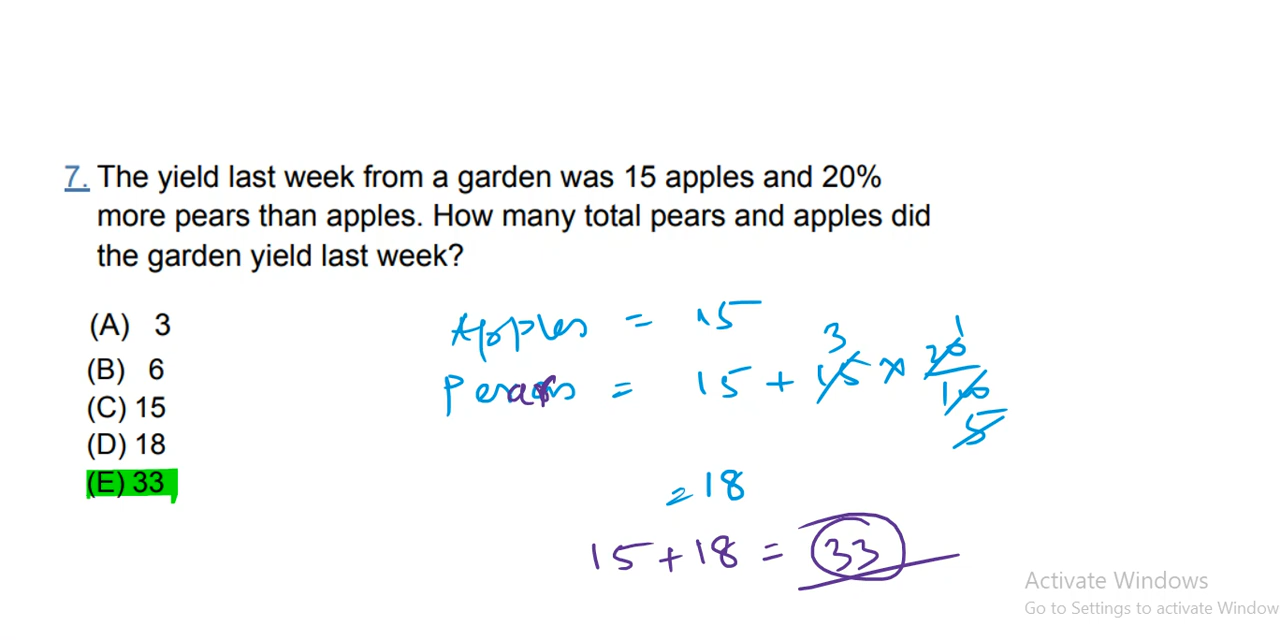 7. The yield last week from a garden was 15 apples and 20%
more pears than apples. How many total pears and apples did
the garden yield last week?
(A) 3
(B) 6
(C) 15
(D) 18
(E) 33
Apples = 15
Pears = 15 + 15 3 × 20 1 / 100 5
= 18
15 + 18 = 33
Activate Windows
Go to Settings to activate Window